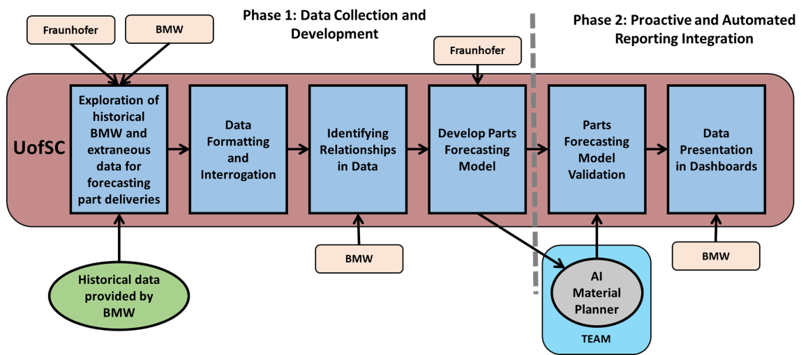 Phase 1: Data Collection and
Development
Phase 2: Proactive and Automated
Reporting Integration
Fraunhofer
BMW
Fraunhofer
UofSC
Exploration of
historical
BMW and
extraneous
data for
forecasting
part deliveries
Data
Formatting
and
Interrogation
Identifying
Relationships
in Data
Develop Parts
Forecasting
Model
Parts
Forecasting
Model
Validation
Data
Presentation
in Dashboards
BMW
BMW
Historical data
provided by
BMW
AI
Material
Planner
TEAM